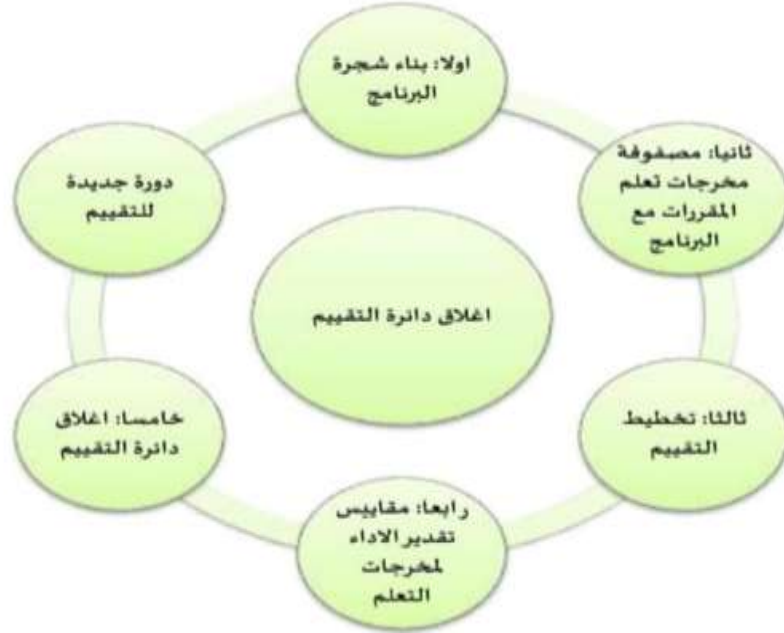 اولا: بناء شجرة
البرنامج
ثانيا: مصفوفة
مخرجات تعلم
المقررات مع
البرنامج
ثالثا: تخطيط
التقييم
رابعا: مقاييس
تقدير الاداء
لمخرجات
التعلم
خامسا: اغلاق
دائرة التقييم
دورة جديدة
للتقييم
اغلاق دائرة التقييم